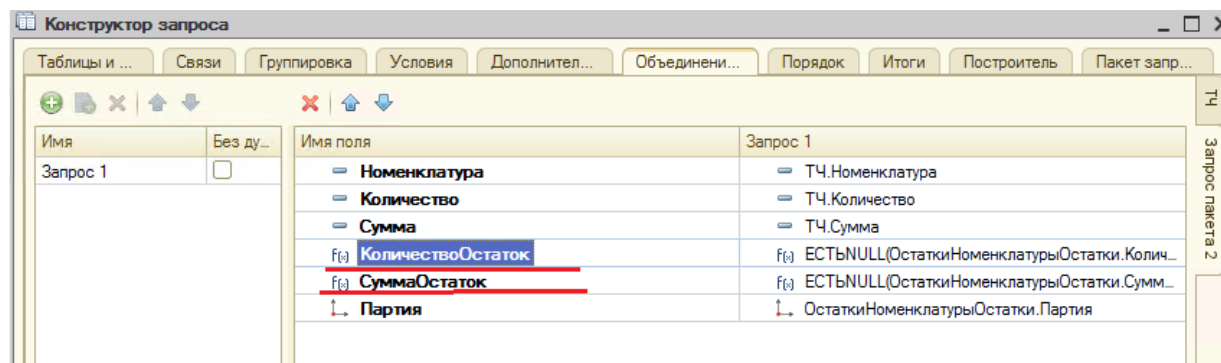 Конструктор запроса
Таблицы и ... Связи Группировка Условия Дополнител... Объединени... Порядок Итоги Построитель Пакет запр...
Имя Без ду... Имя поля Запрос 1
Запрос 1 Номенклатура ТЧ.Номенклатура
Количество ТЧ.Количество
Сумма ТЧ.Сумма
f(x) КоличествоОстаток f(x) ЕСТЬNULL(ОстаткиНоменклатурыОстатки.Колич...
f(x) СуммаОстаток f(x) ЕСТЬNULL(ОстаткиНоменклатурыОстатки.Сумм...
Партия ОстаткиНоменклатурыОстатки.Партия
ТЧ
Запрос пакета 2